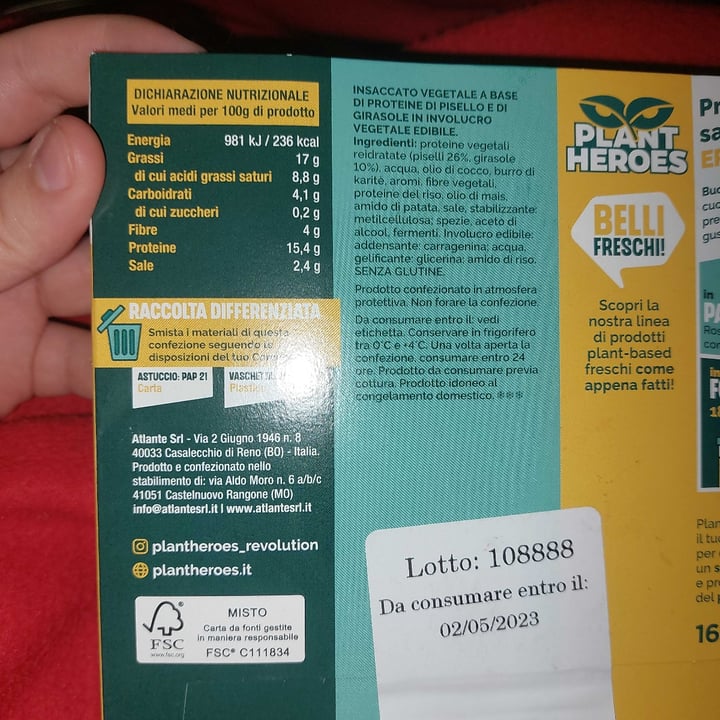 DICHIARAZIONE NUTRIZIONALE
Valori medi per 100g di prodotto
Energia 981 kJ / 236 kcal
Grassi 17 g
di cui acidi grassi saturi 8,8 g
Carboidrati 4,1 g
di cui zuccheri 0,2 g
Fibre 4 g
Proteine 15,4 g
Sale 2,4 g
RACCOLTA DIFFERENZIATA
Smista i materiali di questa
confezione seguendo le
disposizioni del tuo
ASTUCCIO: PAP 21
Carta
Atlante Srl - Via 2 Giugno 1946 n. 8
40033 Casalecchio di Reno (BO) - Italia.
Prodotto e confezionato nello
stabilimento di: via Aldo Moro n. 6 a/b/c
41051 Castelnuovo Rangone (MO)
info@atlantesrl.it | www.atlantesrl.it
plantheroes_revolution
plantheroes.it
FSC
www.fsc.org
MISTO
Carta da fonti gestite
in maniera responsabile
FSC® C111834
INSACCATO VEGETALE A BASE
DI PROTEINE DI PISELLO E DI
GIRASOLE IN INVOLUCRO
VEGETALE EDIBILE.
Ingredienti: proteine vegetali
reidratate (piselli 26%, girasole
10%), acqua, olio di cocco, burro di
karité, aromi, fibre vegetali,
proteine del riso, olio di mais,
amido di patata, sale, stabilizzante:
metilcellulosa; spezie, aceto di
alcool, fermenti. Involucro edibile:
addensante: carragenina; acqua,
gelificante: glicerina; amido di riso.
SENZA GLUTINE.
Prodotto confezionato in atmosfera
protettiva. Non forare la confezione.
Da consumare entro il: vedi
etichetta. Conservare in frigorifero
tra 0°C e +4°C. Una volta aperta la
confezione, consumare entro 24
ore. Prodotto da consumare previa
cottura. Prodotto idoneo al
congelamento domestico. ***
Lotto: 108888
Da consumare entro il:
02/05/2023
PLANT
HEROES
BELLI
FRESCHI!
Scopri la
nostra linea
di prodotti
plant-based
freschi come
appena fatti!